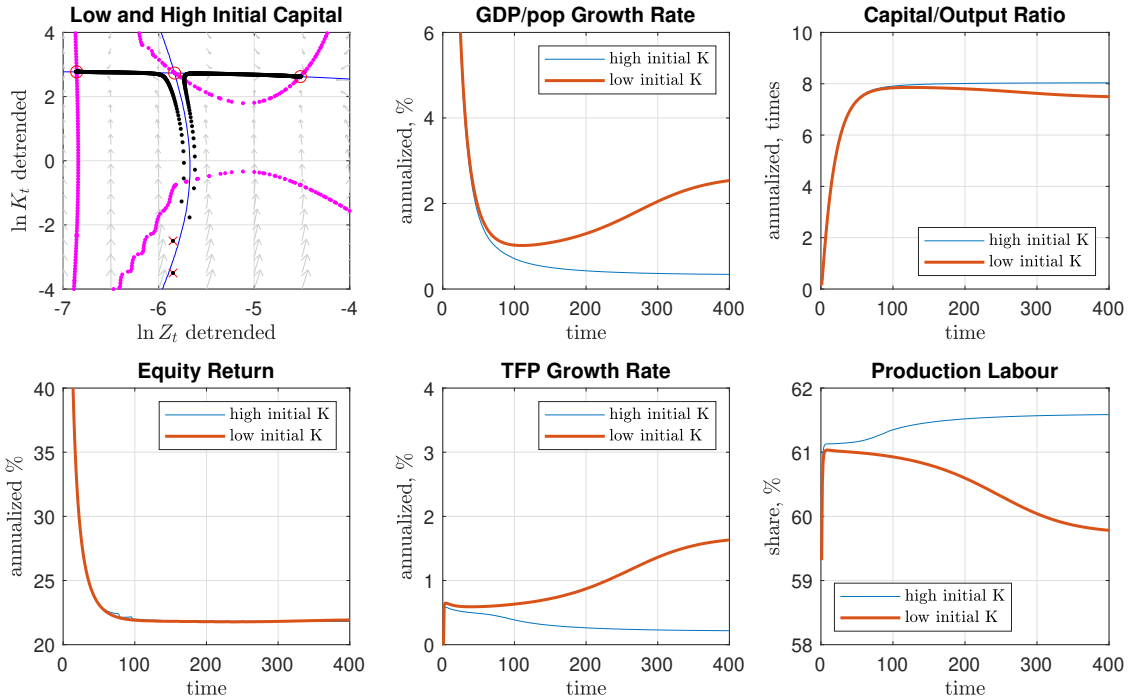 Low and High Initial Capital
4
2
0
-2
-4
-7
-6
-5
-4
ln K_t detrended
ln Z_t detrended
GDP/pop Growth Rate
6
4
2
0
0
100
200
300
400
annualized, %
time
high initial K
low initial K
Capital/Output Ratio
10
8
6
4
2
0
0
100
200
300
400
annualized, times
time
high initial K
low initial K
Equity Return
40
35
30
25
20
0
100
200
300
400
annualized %
time
high initial K
low initial K
TFP Growth Rate
4
3
2
1
0
0
100
200
300
400
annualized, %
time
high initial K
low initial K
Production Labour
62
61
60
59
58
0
100
200
300
400
share, %
time
high initial K
low initial K